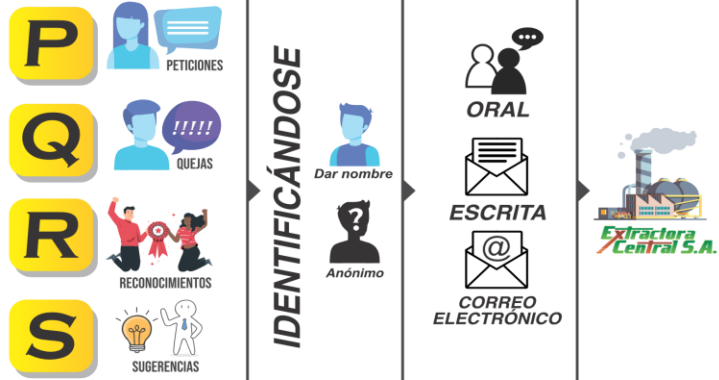 P
PETICIONES
Q
!!!!!
QUEJAS
R
RECONOCIMIENTOS
S
SUGERENCIAS
IDENTIFICÁNDOSE
Dar nombre
?
Anónimo
ORAL
ESCRITA
@
CORREO
ELECTRÓNICO
Extractora
Central S.A.